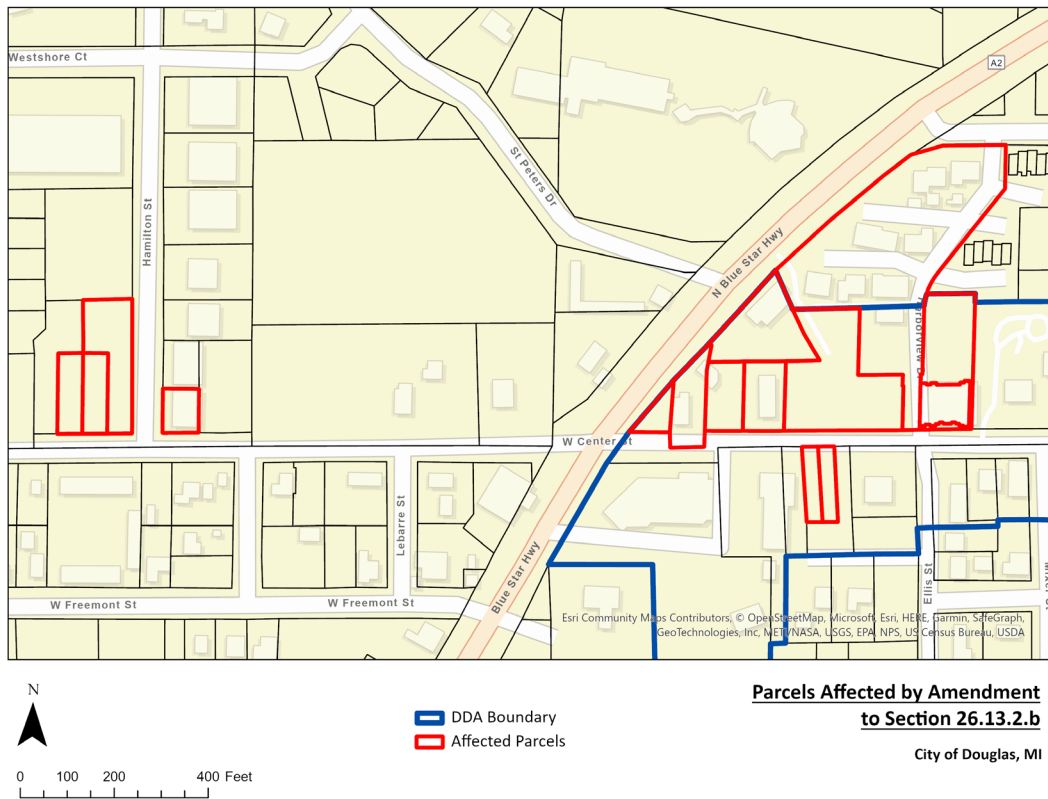 Westshore Ct
A2
St Peters Dr
Hamilton St
N Blue Star Hwy
Harborview Dr
W Center St
Lebarre St
Blue Star Hwy
Ellis St
W Freemont St
W Freemont St
Esri Community Maps Contributors, © OpenStreetMap, Microsoft, Esri, HERE, Garmin, SafeGraph,
GeoTechnologies, Inc, METI/NASA, USGS, EPA, NPS, US Census Bureau, USDA
N
DDA Boundary
Affected Parcels
Parcels Affected by Amendment
to Section 26.13.2.b
City of Douglas, MI
0 100 200 400 Feet